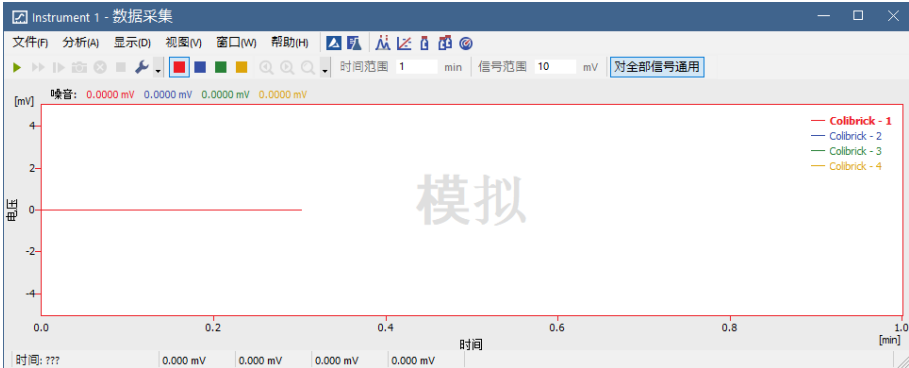 Instrument 1 - 数据采集
文件(F) 分析(A) 显示(D) 视图(V) 窗口(W) 帮助(H)
时间范围 1 min 信号范围 10 mV 对全部信号通用
噪音: 0.0000 mV 0.0000 mV 0.0000 mV 0.0000 mV
[mV]
Colibrick - 1
Colibrick - 2
Colibrick - 3
Colibrick - 4
4
2
0
-2
-4
电压
模拟
0.0 0.2 0.4 0.6 0.8 1.0
时间
[min]
时间: ??? 0.000 mV 0.000 mV 0.000 mV 0.000 mV